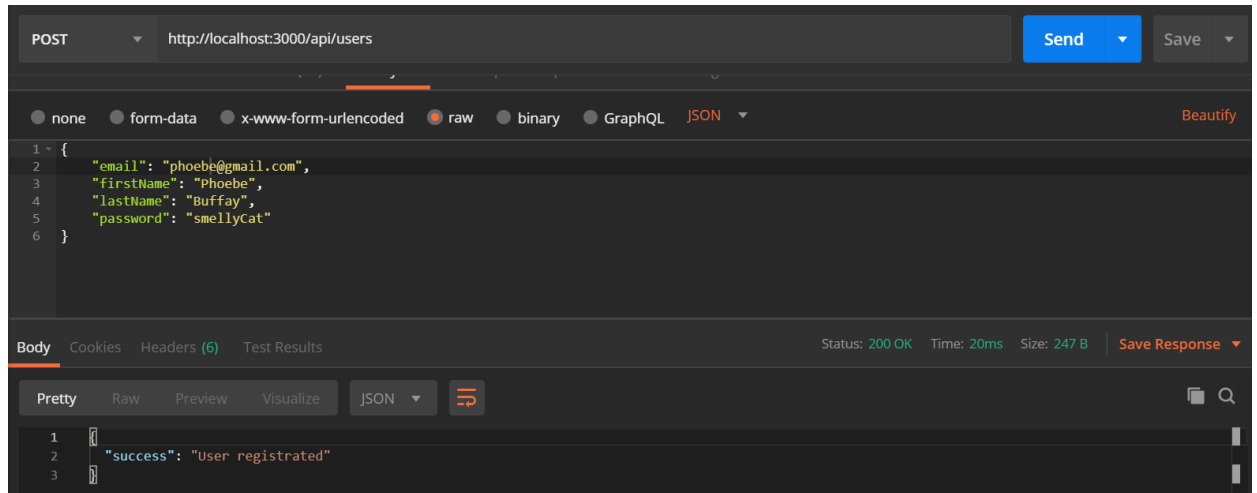 POST http://localhost:3000/api/users Send Save
none form-data x-www-form-urlencoded raw binary GraphQL JSON Beautify
1 {
2 "email": "phoebe@gmail.com",
3 "firstName": "Phoebe",
4 "lastName": "Buffay",
5 "password": "smellyCat"
6 }
Body Cookies Headers (6) Test Results Status: 200 OK Time: 20ms Size: 247 B Save Response
Pretty Raw Preview Visualize JSON
1 {
2 "success": "User registrated"
3 }